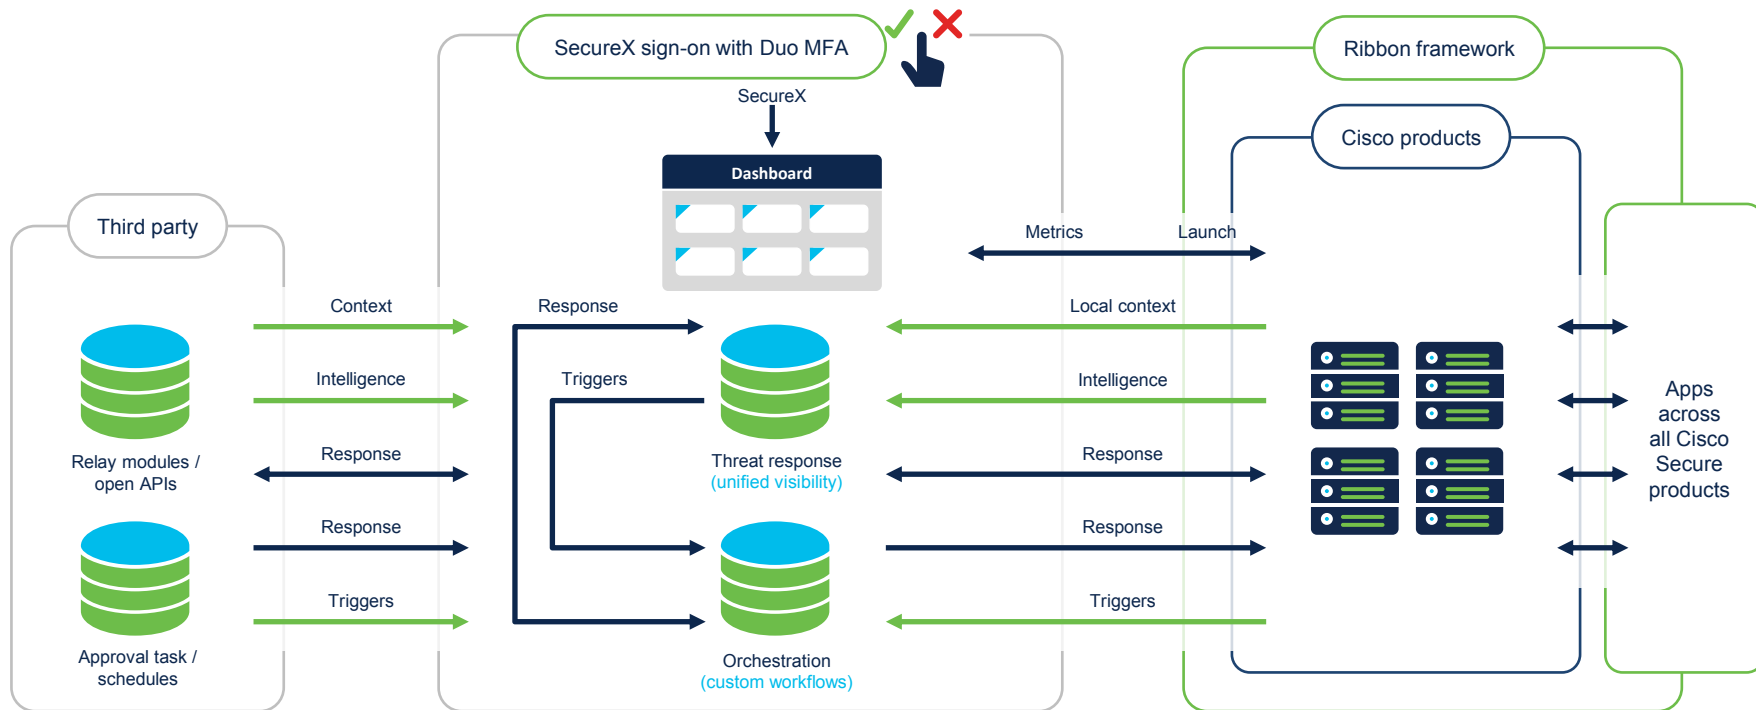 SecureX sign-on with Duo MFA
Ribbon framework
SecureX
Cisco products
Dashboard
Third party
Metrics
Launch
Context
Response
Local context
Intelligence
Triggers
Intelligence
Apps
across
all Cisco
Secure
products
Relay modules /
open APIs
Response
Threat response
(unified visibility)
Response
Response
Response
Triggers
Triggers
Approval task /
schedules
Orchestration
(custom workflows)